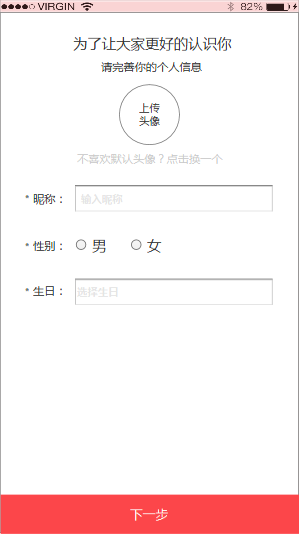 VIRGIN 82%
为了让大家更好的认识你
请完善你的个人信息
上传
头像
不喜欢默认头像？点击换一个
* 昵称： 输入昵称
* 性别： 男 女
* 生日： 选择生日
下一步